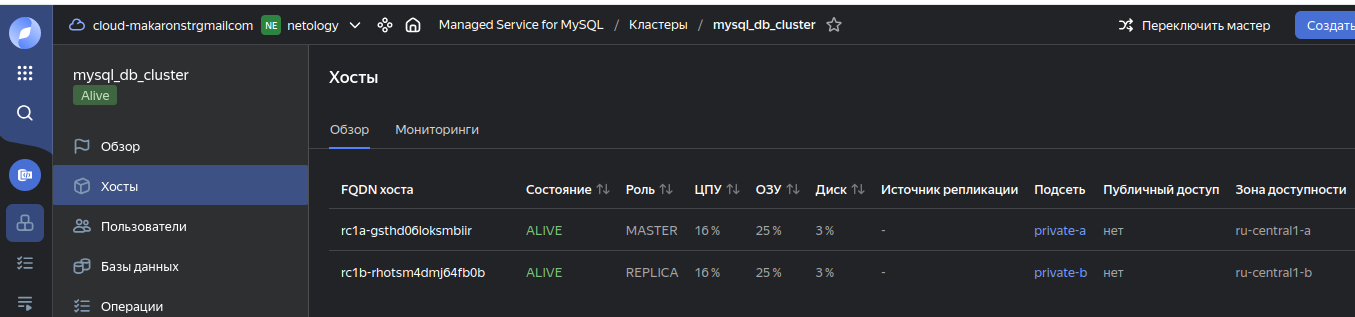 cloud-makaronstrgmailcom NE netology Managed Service for MySQL / Кластеры / mysql_db_cluster Переключить мастер Создать
mysql_db_cluster
Alive
Обзор
Хосты
Пользователи
Базы данных
Операции
Хосты
Обзор Мониторинги
FQDN хоста Состояние Роль ЦПУ ОЗУ Диск Источник репликации Подсеть Публичный доступ Зона доступности
rc1a-gsthd06loksmbiir ALIVE MASTER 16 % 25 % 3 % - private-a нет ru-central1-a
rc1b-rhotsm4dmj64fb0b ALIVE REPLICA 16 % 25 % 3 % - private-b нет ru-central1-b